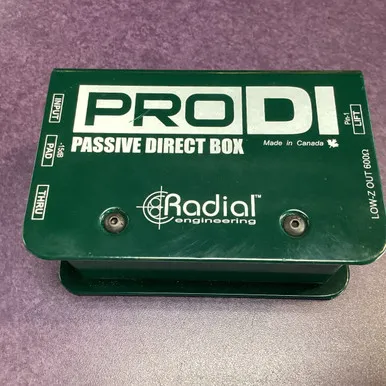 PRO DI
PASSIVE DIRECT BOX
Made in Canada
INPUT
-15dB
PAD
THRU
Pin-1
LIFT
LOW-Z OUT 600Ω
Radial™
engineering